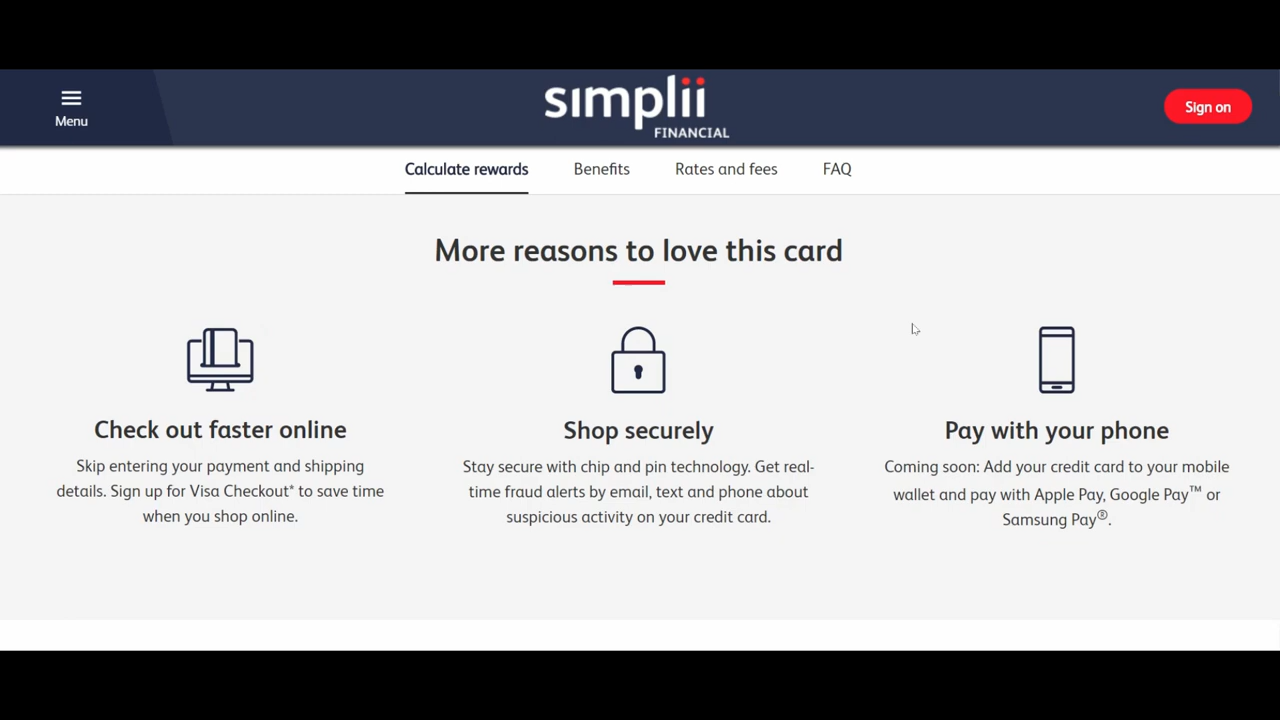 Menu
simplii
FINANCIAL
Sign on
Calculate rewards
Benefits
Rates and fees
FAQ
More reasons to love this card
Check out faster online
Skip entering your payment and shipping
details. Sign up for Visa Checkout* to save time
when you shop online.
Shop securely
Stay secure with chip and pin technology. Get real-
time fraud alerts by email, text and phone about
suspicious activity on your credit card.
Pay with your phone
Coming soon: Add your credit card to your mobile
wallet and pay with Apple Pay, Google Pay™ or
Samsung Pay®.